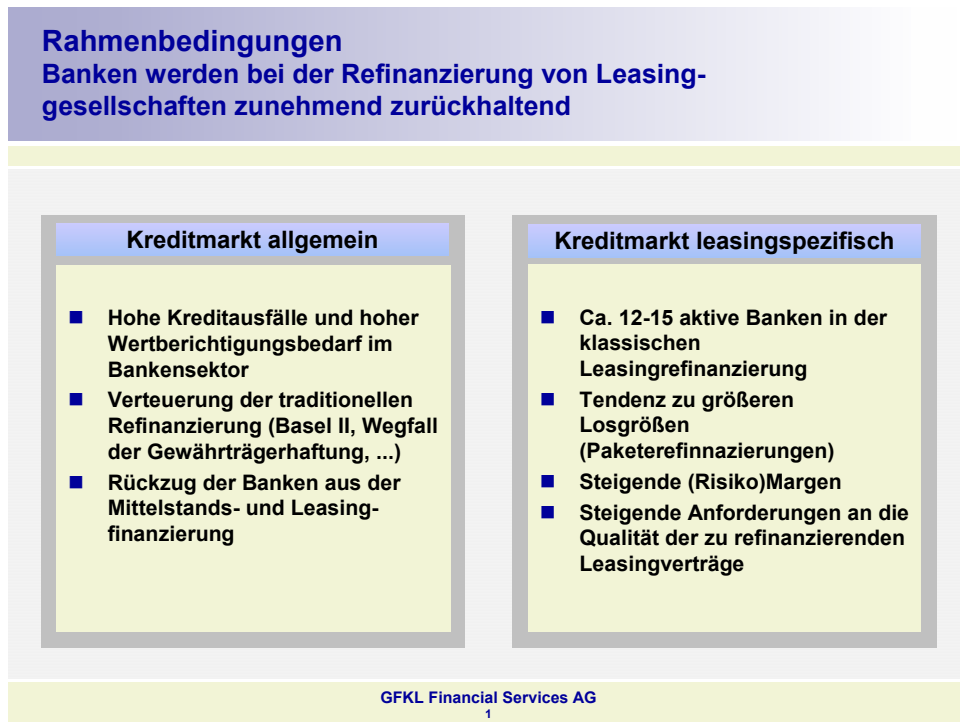 Rahmenbedingungen
Banken werden bei der Refinanzierung von Leasing-
gesellschaften zunehmend zurückhaltend
Kreditmarkt allgemein
Hohe Kreditausfälle und hoher
Wertberichtigungsbedarf im
Bankensektor
Verteuerung der traditionellen
Refinanzierung (Basel II, Wegfall
der Gewährträgerhaftung, ...)
Rückzug der Banken aus der
Mittelstands- und Leasing-
finanzierung
Kreditmarkt leasingspezifisch
Ca. 12-15 aktive Banken in der
klassischen
Leasingrefinanzierung
Tendenz zu größeren
Losgrößen
(Paketerefinnazierungen)
Steigende (Risiko)Margen
Steigende Anforderungen an die
Qualität der zu refinanzierenden
Leasingverträge
GFKL Financial Services AG
1